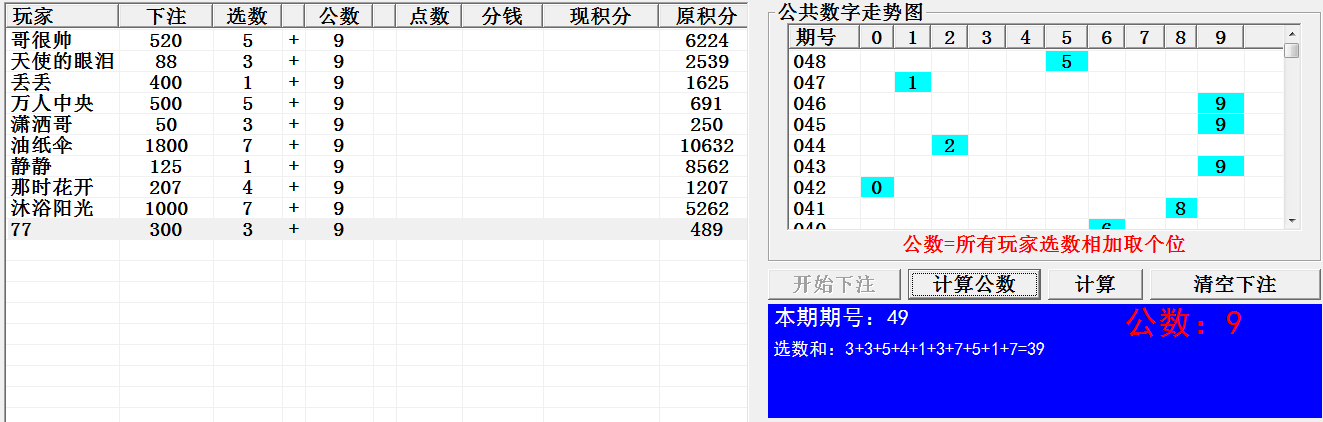 玩家 下注 选数 公数 点数 分钱 现积分 原积分
哥很帅 520 5 + 9 6224
天使的眼泪 88 3 + 9 2539
丢丢 400 1 + 9 1625
万人中央 500 5 + 9 691
潇洒哥 50 3 + 9 250
油纸伞 1800 7 + 9 10632
静静 125 1 + 9 8562
那时花开 207 4 + 9 1207
沐浴阳光 1000 7 + 9 5262
77 300 3 + 9 489
公共数字走势图
期号 0 1 2 3 4 5 6 7 8 9
048 5
047 1
046 9
045 9
044 2
043 9
042 0
041 8
040 6
公数=所有玩家选数相加取个位
开始下注 计算公数 计算 清空下注
本期期号：49 公数：9
选数和：3+3+5+4+1+3+7+5+1+7=39